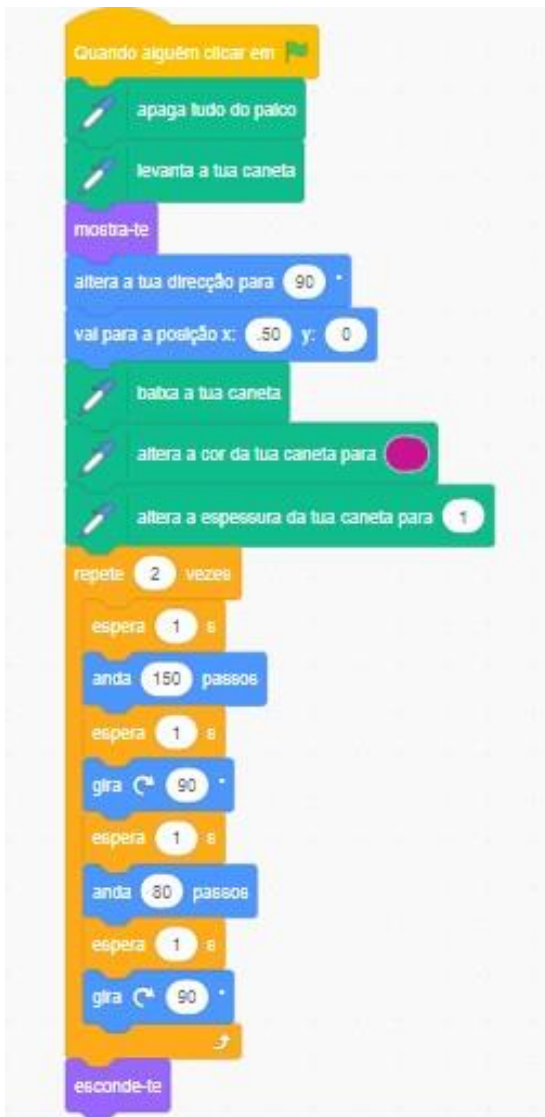 Quando alguém clicar em
apaga tudo do palco
levanta a tua caneta
mostra-te
altera a tua direcção para 90 °
vai para a posição x: .50 y: 0
baixa a tua caneta
altera a cor da tua caneta para
altera a espessura da tua caneta para 1
repete 2 vezes
espera 1 s
anda 150 passos
espera 1 s
gira 90 °
espera 1 s
anda 80 passos
espera 1 s
gira 90 °
esconde-te